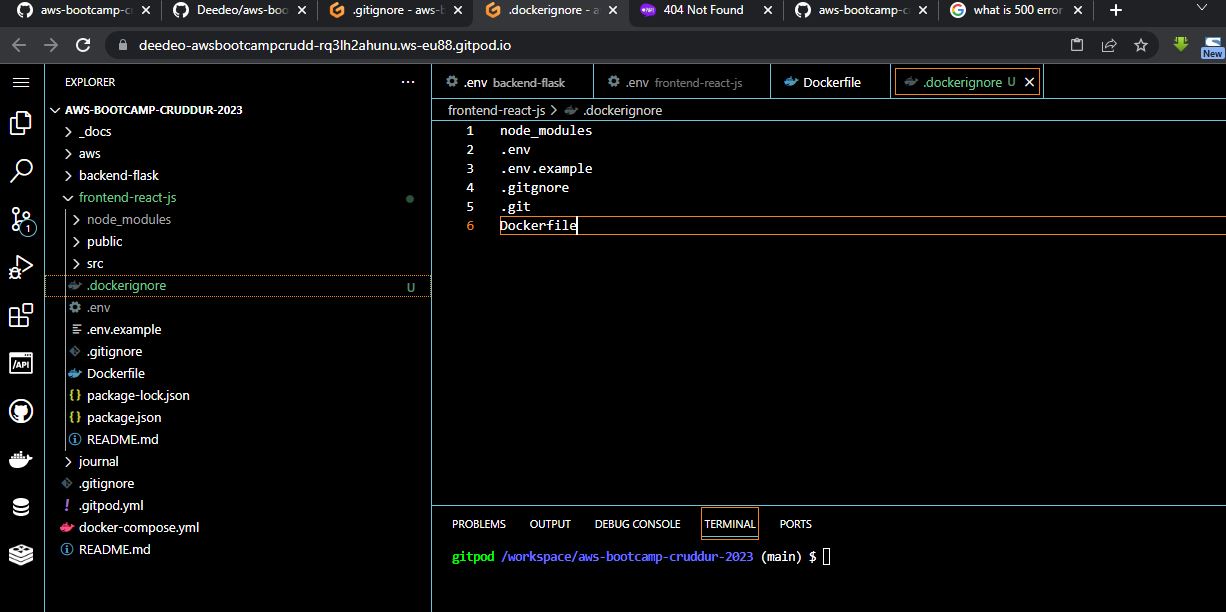 aws-bootcamp-c
Deedeo/aws-boo
.gitignore - aws-b
.dockerignore - a
404 Not Found
aws-bootcamp-c
what is 500 error
deedeo-awsbootcampcrudd-rq3lh2ahunu.ws-eu88.gitpod.io
New
EXPLORER
AWS-BOOTCAMP-CRUDDUR-2023
_docs
aws
backend-flask
frontend-react-js
node_modules
public
src
.dockerignore U
.env
.env.example
.gitignore
Dockerfile
package-lock.json
package.json
README.md
journal
.gitignore
.gitpod.yml
docker-compose.yml
README.md
1
/API
.env backend-flask
.env frontend-react-js
Dockerfile
.dockerignore U
frontend-react-js > .dockerignore
1 node_modules
2 .env
3 .env.example
4 .gitgnore
5 .git
6 Dockerfile
PROBLEMS OUTPUT DEBUG CONSOLE TERMINAL PORTS
gitpod /workspace/aws-bootcamp-cruddur-2023 (main) $